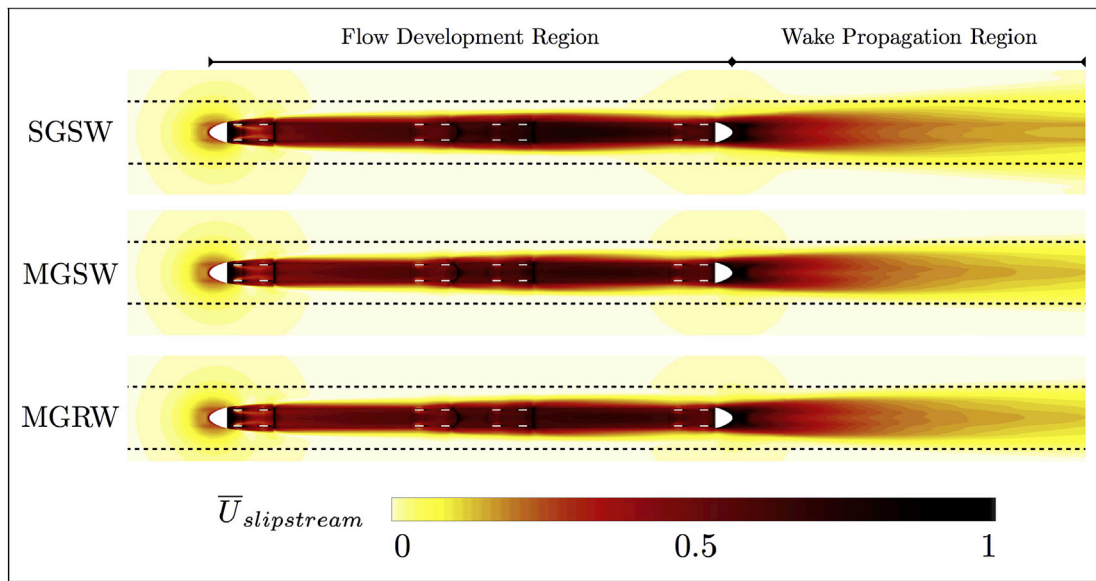 Flow Development Region Wake Propagation Region
SGSW
MGSW
MGRW
U̅slipstream
0 0.5 1